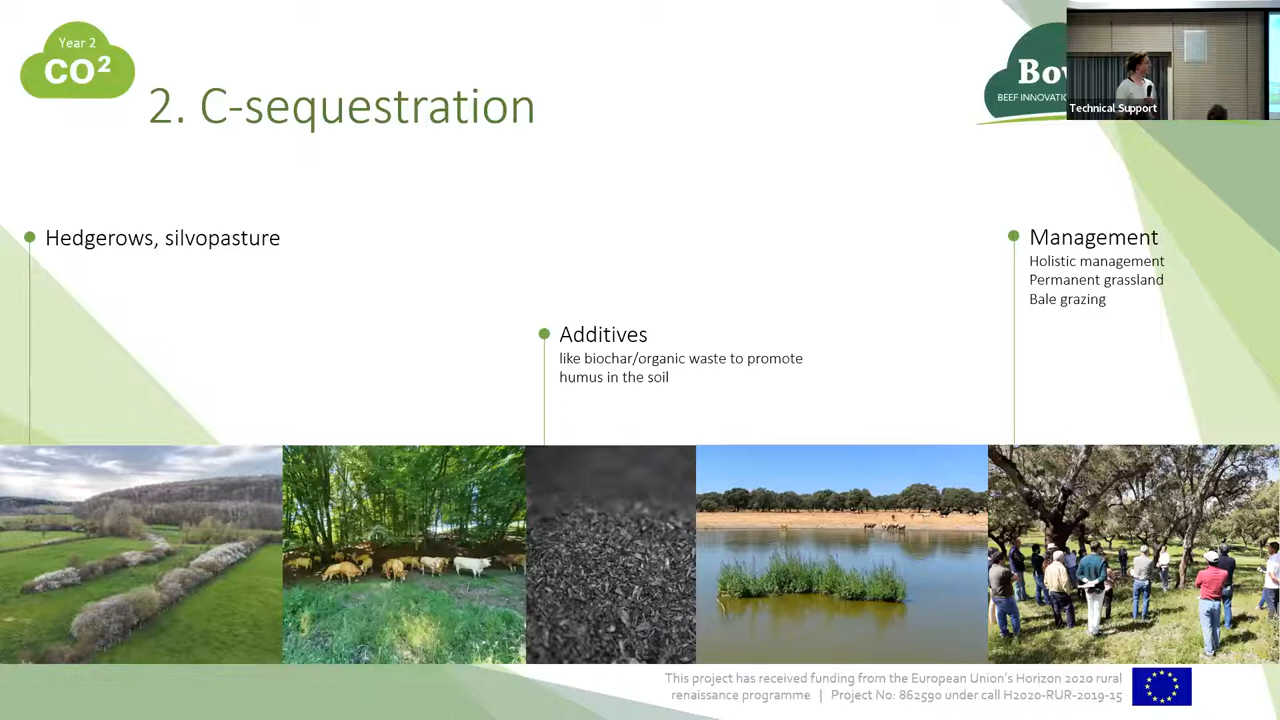 Year 2
CO²
2. C-sequestration
Bov
BEEF INNOVATIO
Technical Support
Hedgerows, silvopasture
Management
Holistic management
Permanent grassland
Bale grazing
Additives
like biochar/organic waste to promote
humus in the soil
This project has received funding from the European Union's Horizon 2020 rural
renaissance programme | Project No: 862590 under call H2020-RUR-2019-15